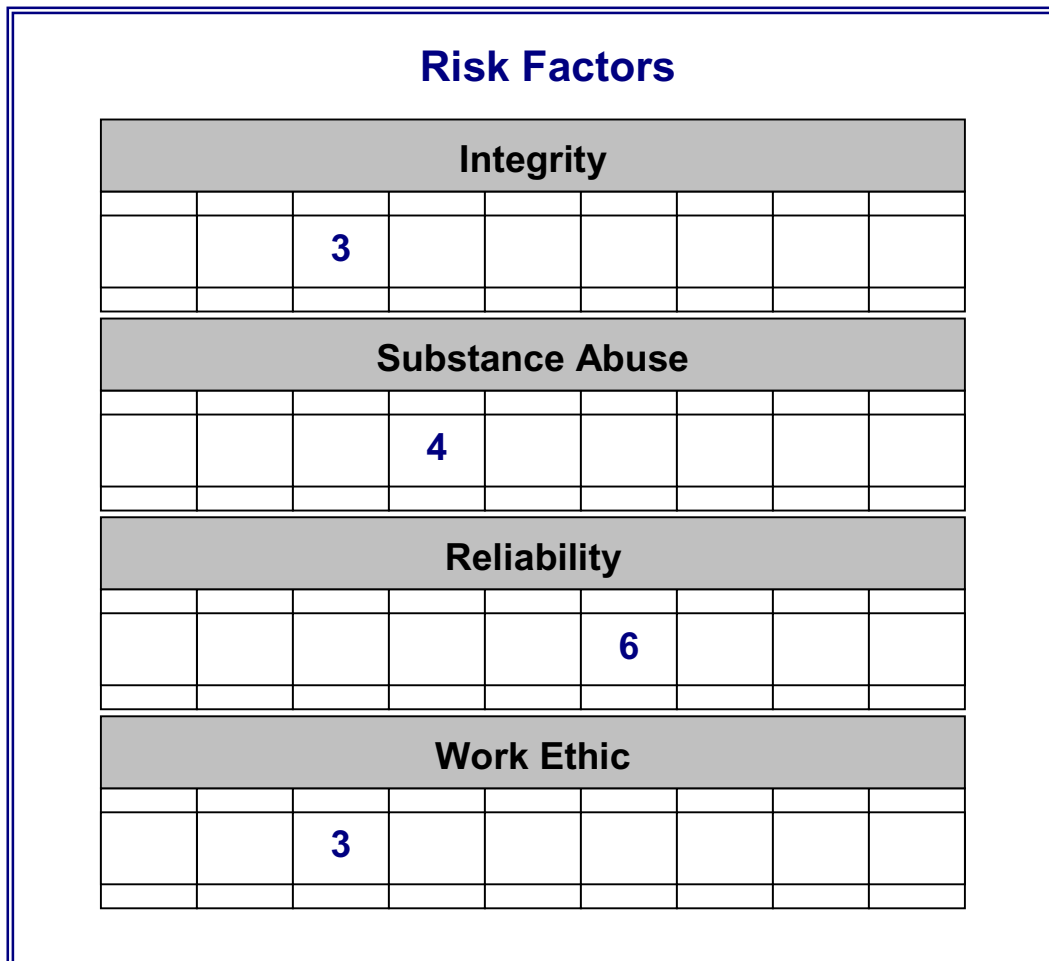 Risk Factors
Integrity
3
Substance Abuse
4
Reliability
6
Work Ethic
3